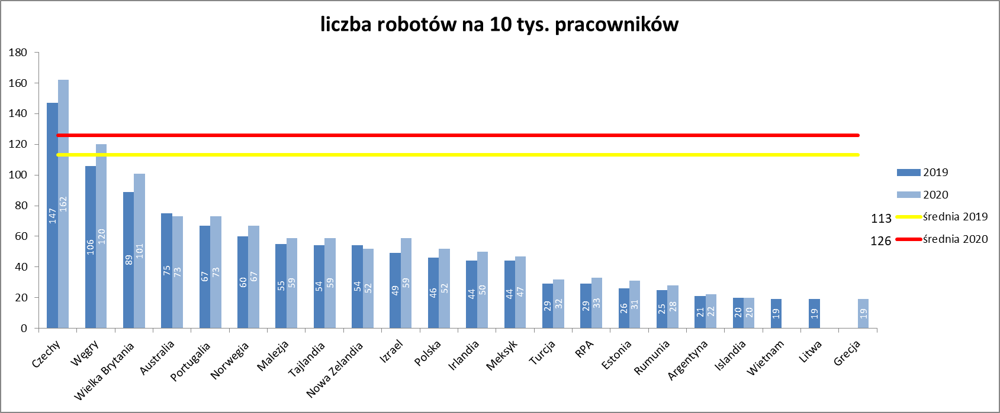 liczba robotów na 10 tys. pracowników
180
160
140
120
100
80
60
40
20
0
147 162
106 120
89 101
75 73
67 73
60 67
55 59
54 59
54 52
49 59
46 52
44 50
44 47
29 32
29 33
26 31
25 28
21 22
20 20
19
19
19
Czechy
Węgry
Wielka Brytania
Australia
Portugalia
Norwegia
Malezja
Tajlandia
Nowa Zelandia
Izrael
Polska
Irlandia
Meksyk
Turcja
RPA
Estonia
Rumunia
Argentyna
Islandia
Wietnam
Litwa
Grecja
2019
2020
113 średnia 2019
126 średnia 2020